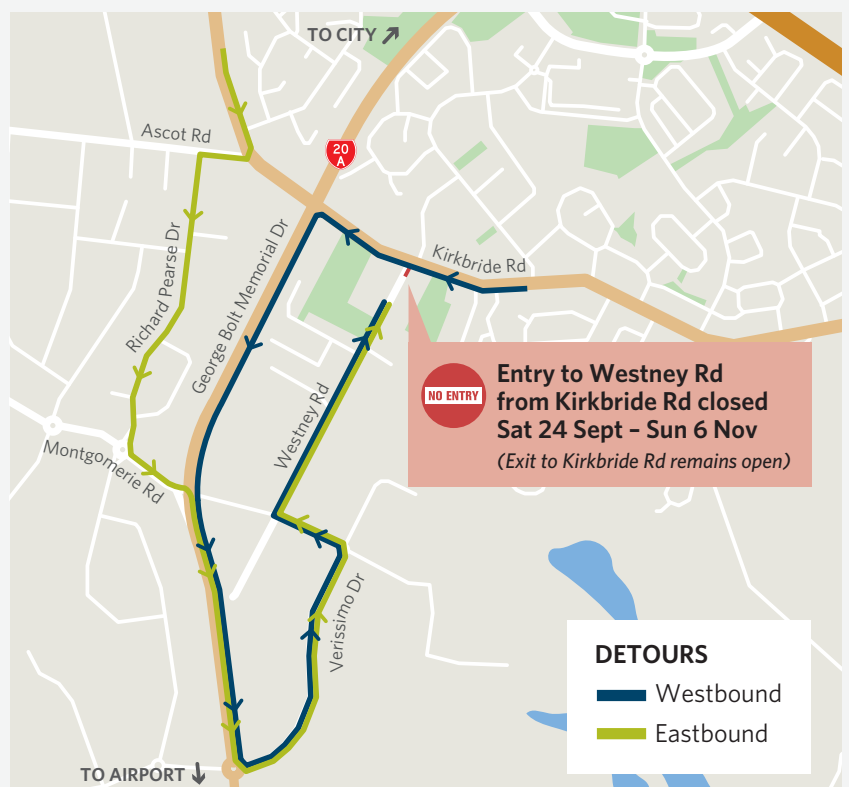 TO CITY
Ascot Rd
20
A
Richard Pearse Dr
George Bolt Memorial Dr
Kirkbride Rd
NO ENTRY
Entry to Westney Rd
from Kirkbride Rd closed
Sat 24 Sept – Sun 6 Nov
(Exit to Kirkbride Rd remains open)
Westney Rd
Montgomerie Rd
Verissimo Dr
DETOURS
Westbound
Eastbound
TO AIRPORT